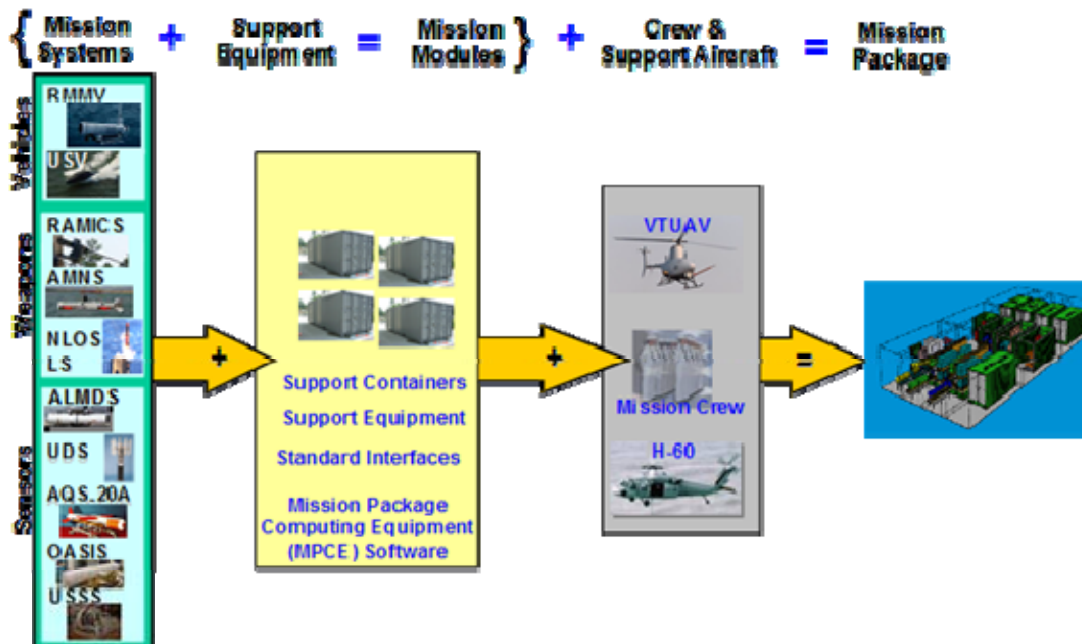 { Mission
Systems
+
Support
Equipment
=
Mission
Modules }
+
Crew &
Support Aircraft
=
Mission
Package
Vehicles
RMMV
USV
Weapons
RAMICS
AMNS
NLOS
LS
Sensors
ALMDS
UDS
AQS-20A
OASIS
USSS
+
Support Containers
Support Equipment
Standard Interfaces
Mission Package
Computing Equipment
(MPCE ) Software
+
VTUAV
Mission Crew
H-60
=